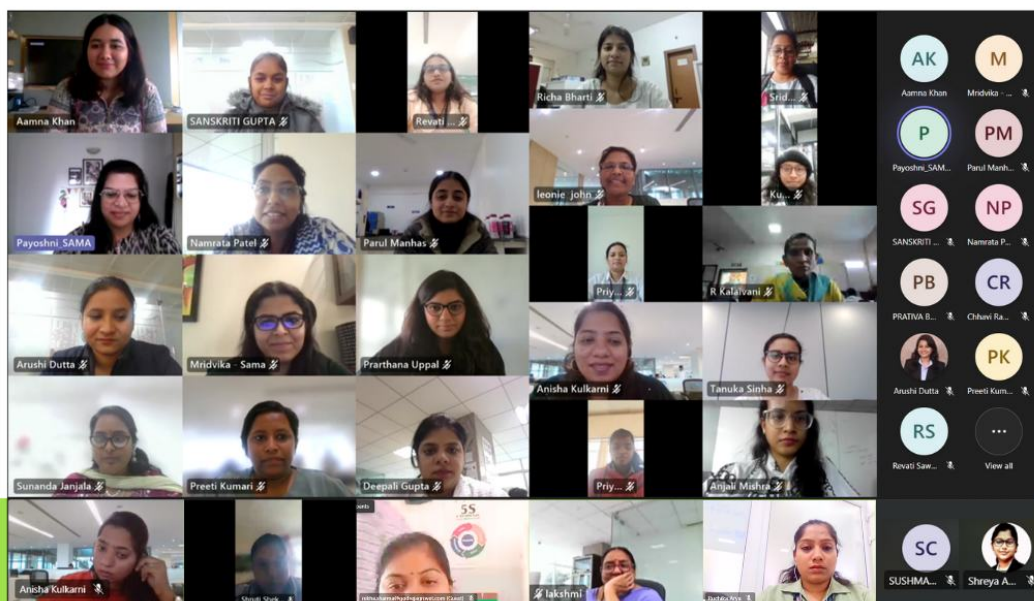 Aamna Khan
SANSKRITI GUPTA
Revati ...
Richa Bharti
Srid...
Payoshni_SAMA
Namrata Patel
Parul Manhas
leonie john
Ku...
Priy...
R Kalaivani
Arushi Dutta
Mridvika - Sama
Prarthana Uppal
Anisha Kulkarni
Tanuka Sinha
Sunanda Janjala
Preeti Kumari
Deepali Gupta
Priy...
Anjali Mishra
AK
Aamna Khan
M
Mridvika - ...
P
Payoshni_SAM...
PM
Parul Manh...
SG
SANSKRITI ...
NP
Namrata P...
PB
PRATIVA B...
CR
Chhavi Ra...
Arushi Dutta
PK
Preeti Kum...
RS
Revati Saw...
...
View all
Anisha Kulkarni
5S
lakshmi
SC
SUSHMA...
Shreya A...